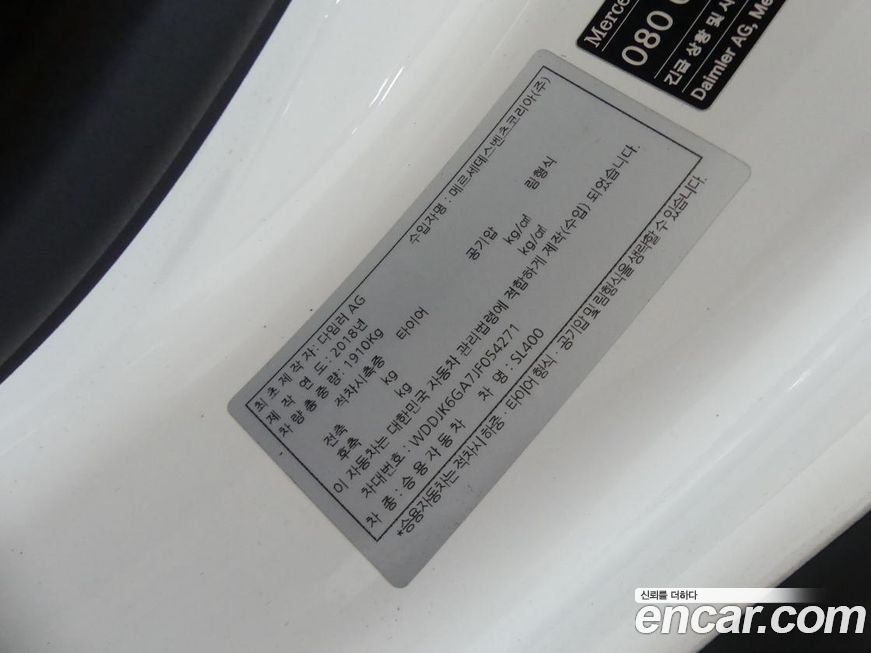 Merce
080
긴급 상황 및 사
Daimler AG, Me
최초제작자: 다임러 AG
수입자명 : 메르세데스벤츠코리아(주)
제작 연도: 2018년
차량총중량: 1910Kg
적차시축중 타이어 공기압 림형식
전축 kg kg/㎠
후축 kg kg/㎠
이 자동차는 대한민국 자동차 관리법령에 적합하게 제작(수입) 되었습니다.
차대번호: WDDJK6GA7JF054271
차 종: 승용자동차 차 명: SL400
*승용자동차는 적차시 하중 · 타이어 형식 · 공기압 및 림형식을 생략할 수 있습니다.
신뢰를 더하다
encar.com